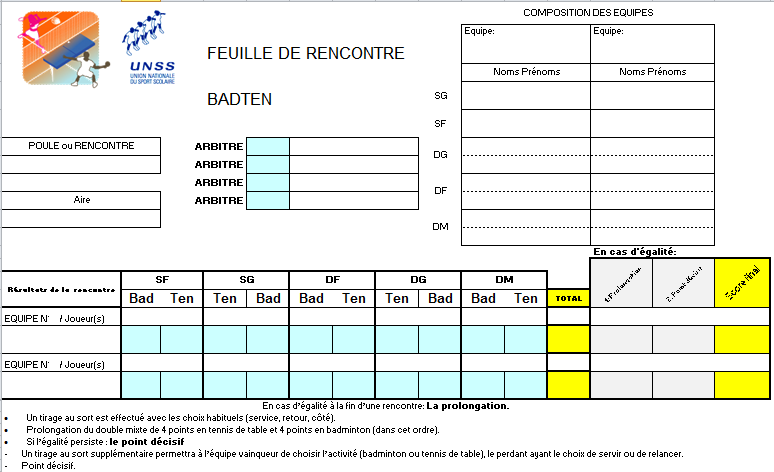 COMPOSITION DES EQUIPES
Equipe: Equipe:
UNSS
UNION NATIONALE
DU SPORT SCOLAIRE
FEUILLE DE RENCONTRE
BADTEN
Noms Prénoms Noms Prénoms
SG
SF
DG
DF
DM
POULE ou RENCONTRE
Aire
ARBITRE
ARBITRE
ARBITRE
ARBITRE
En cas d'égalité:
Résultats de la rencontre SF SG DF DG DM TOTAL 1.Prolongation 2.Point décisif Score final
Bad Ten Ten Bad Bad Ten Ten Bad Bad Ten
EQUIPE N° / Joueur(s)
EQUIPE N° / Joueur(s)
En cas d'égalité à la fin d'une rencontre: La prolongation.
• Un tirage au sort est effectué avec les choix habituels (service, retour, côté).
• Prolongation du double mixte de 4 points en tennis de table et 4 points en badminton (dans cet ordre).
• Si l'égalité persiste : le point décisif
- Un tirage au sort supplémentaire permettra à l'équipe vainqueur de choisir l'activité (badminton ou tennis de table), le perdant ayant le choix de servir ou de relancer.
- Point décisif.